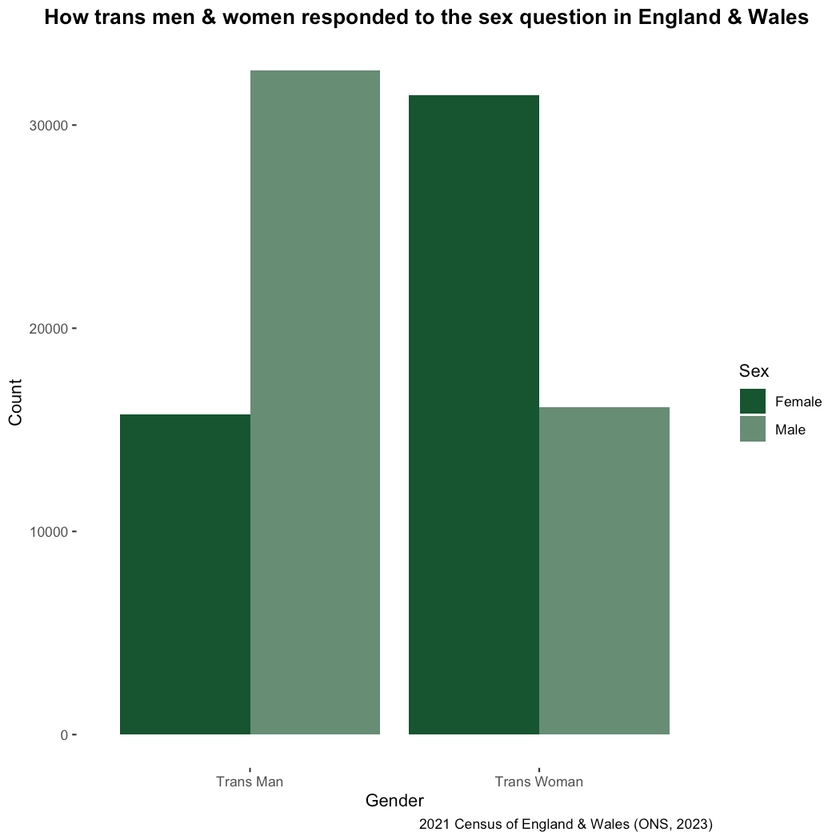 How trans men & women responded to the sex question in England & Wales
30000
20000
10000
0
Count
Trans Man
Trans Woman
Gender
Sex
Female
Male
2021 Census of England & Wales (ONS, 2023)